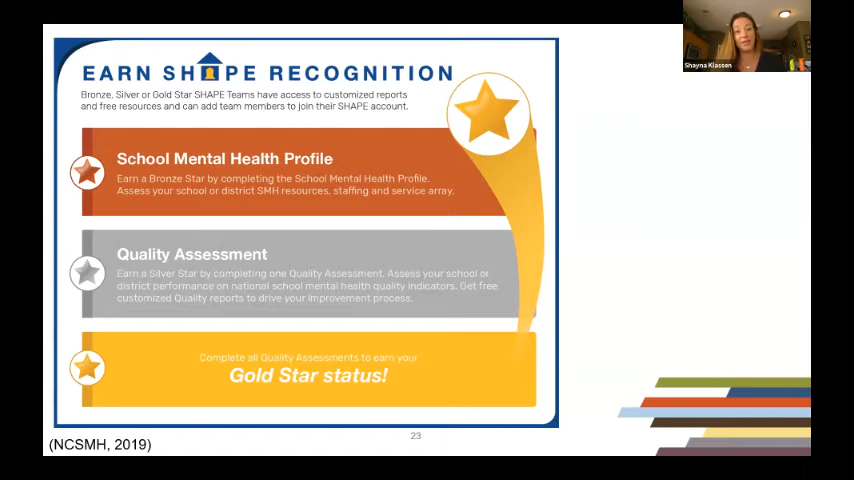 Shayna Klassen
EARN SHAPE RECOGNITION
Bronze, Silver or Gold Star SHAPE Teams have access to customized reports
and free resources and can add team members to join their SHAPE account.
School Mental Health Profile
Earn a Bronze Star by completing the School Mental Health Profile.
Assess your school or district SMH resources, staffing and service array.
Quality Assessment
Earn a Silver Star by completing one Quality Assessment. Assess your school or
district performance on national school mental health quality indicators. Get free
customized Quality reports to drive your improvement process.
Complete all Quality Assessments to earn your
Gold Star status!
23
(NCSMH, 2019)